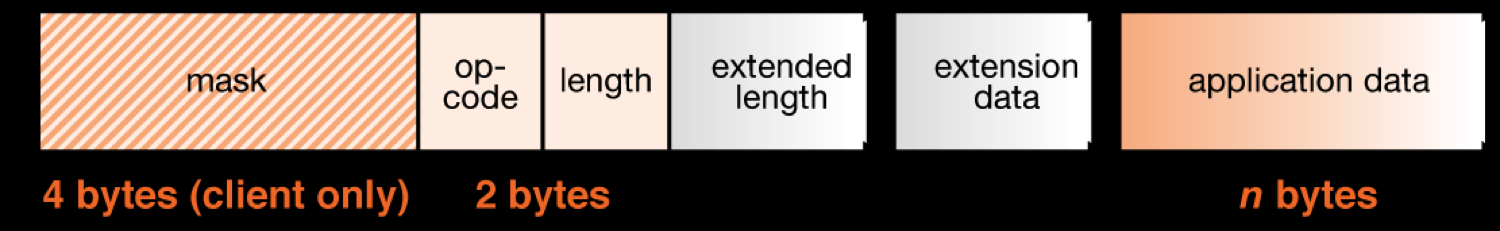 mask
op-
code
length
extended
length
extension
data
application data
4 bytes (client only)
2 bytes
n bytes